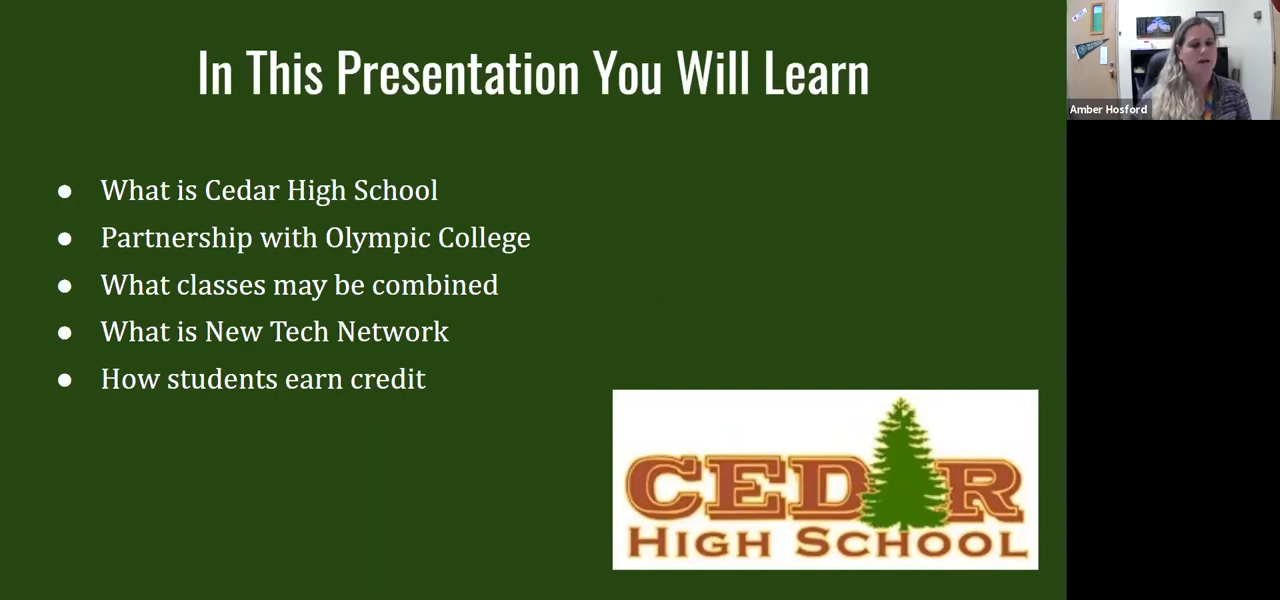 In This Presentation You Will Learn
● What is Cedar High School
● Partnership with Olympic College
● What classes may be combined
● What is New Tech Network
● How students earn credit
CEDAR
HIGH SCHOOL
Amber Hosford